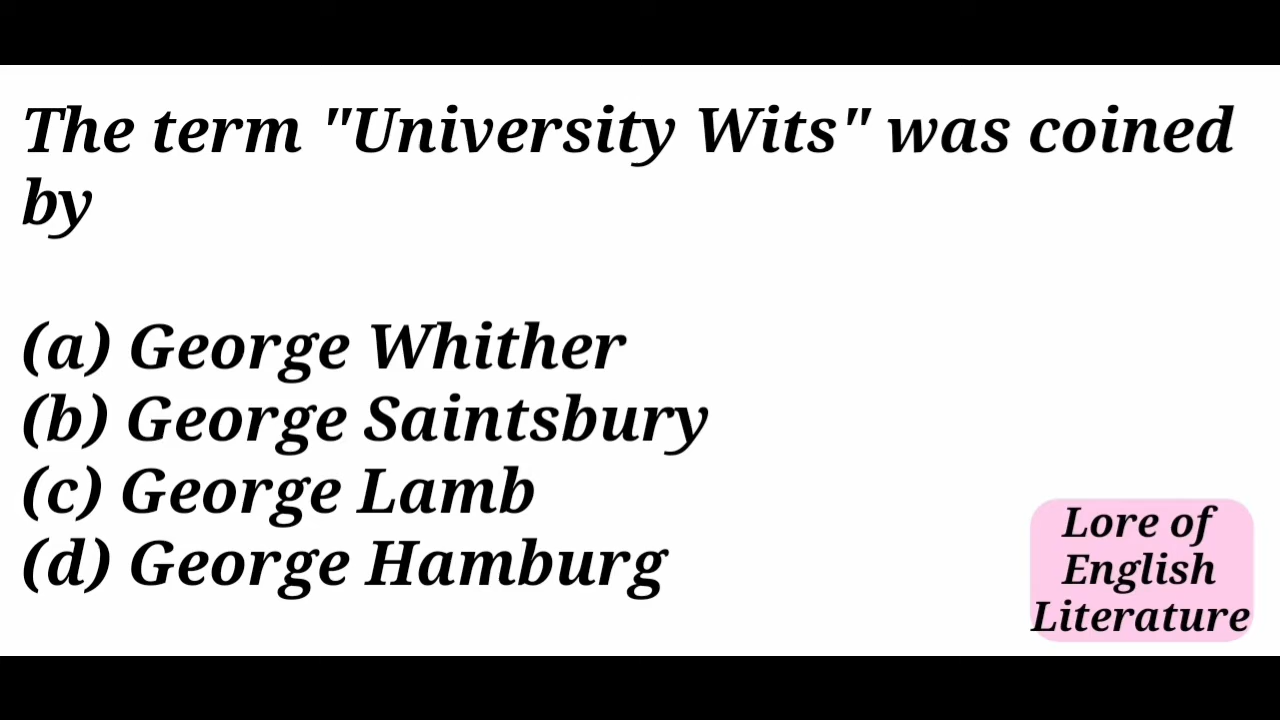 The term "University Wits" was coined
by
(a) George Whither
(b) George Saintsbury
(c) George Lamb
(d) George Hamburg
Lore of
English
Literature